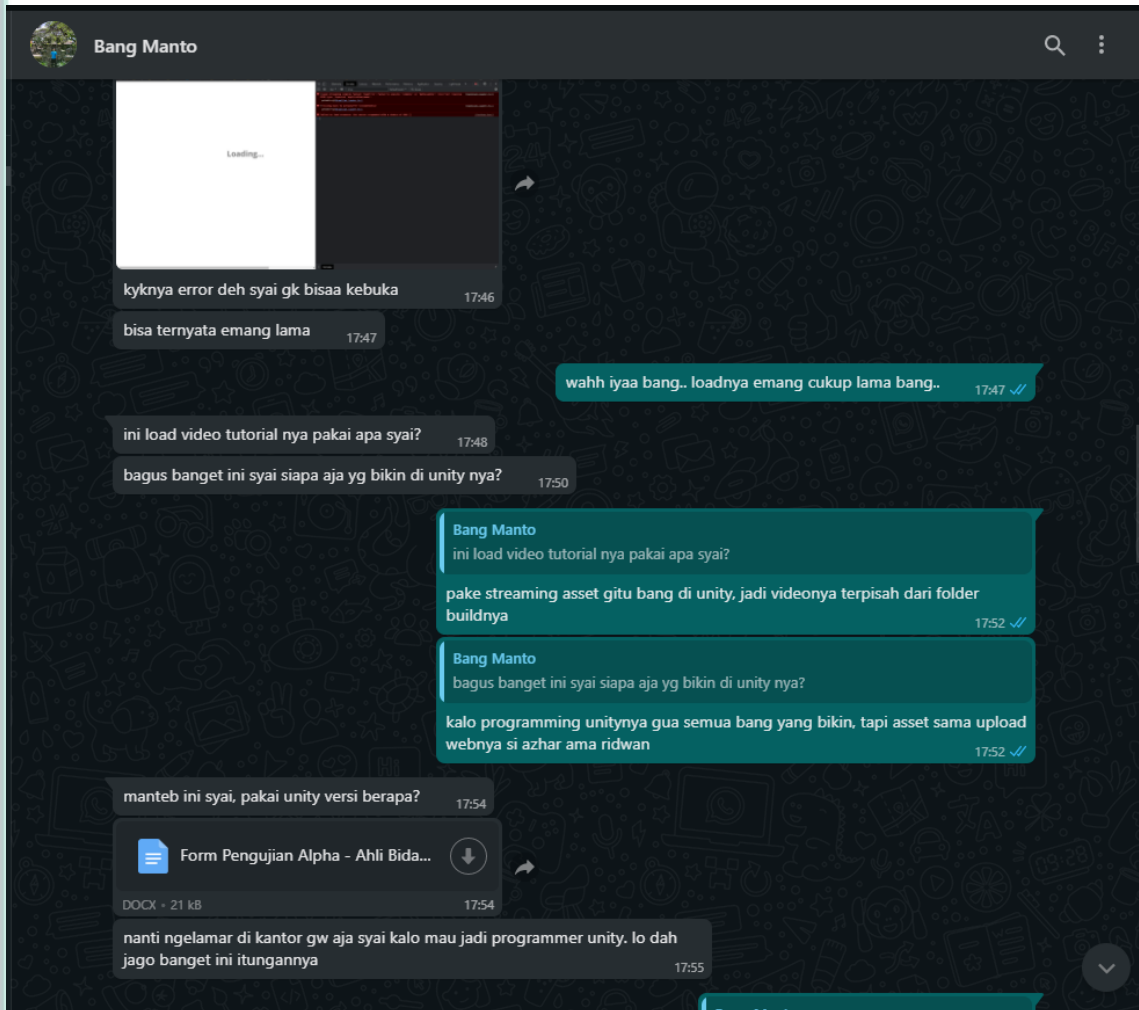 Bang Manto
Loading...
kyknya error deh syai gk bisaa kebuka
17:46
bisa ternyata emang lama
17:47
wahh iyaa bang.. loadnya emang cukup lama bang..
17:47
ini load video tutorial nya pakai apa syai?
17:48
bagus banget ini syai siapa aja yg bikin di unity nya?
17:50
Bang Manto
ini load video tutorial nya pakai apa syai?
pake streaming asset gitu bang di unity, jadi videonya terpisah dari folder
buildnya
17:52
Bang Manto
bagus banget ini syai siapa aja yg bikin di unity nya?
kalo programming unitynya gua semua bang yang bikin, tapi asset sama upload
webnya si azhar ama ridwan
17:52
manteb ini syai, pakai unity versi berapa?
17:54
Form Pengujian Alpha - Ahli Bida...
DOCX • 21 kB
17:54
nanti ngelamar di kantor gw aja syai kalo mau jadi programmer unity. lo dah
jago banget ini itungannya
17:55